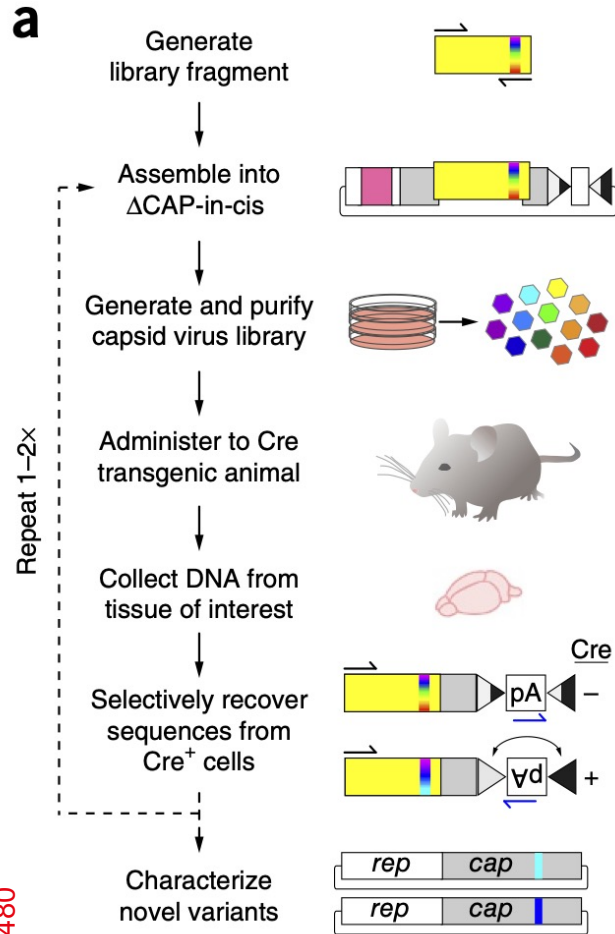 a
Generate
library fragment
Assemble into
ΔCAP-in-cis
Generate and purify
capsid virus library
Administer to Cre
transgenic animal
Collect DNA from
tissue of interest
Selectively recover
sequences from
Cre⁺ cells
Characterize
novel variants
Repeat 1–2×
Cre
pA
–
pA
+
rep cap
rep cap
480